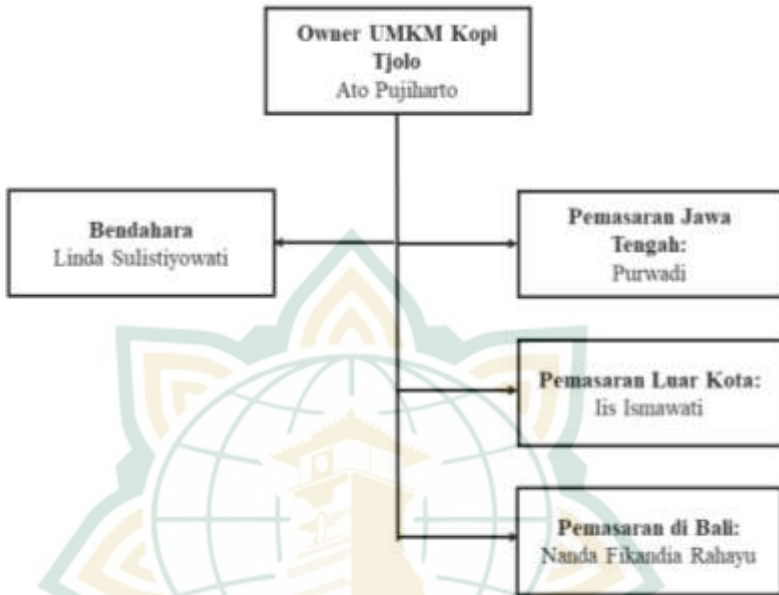 Owner UMKM Kopi
Tjolo
Ato Pujiharto
Bendahara
Linda Sulistiyowati
Pemasaran Jawa
Tengah:
Purwadi
Pemasaran Luar Kota:
Iis Ismawati
Pemasaran di Bali:
Nanda Fikandia Rahayu